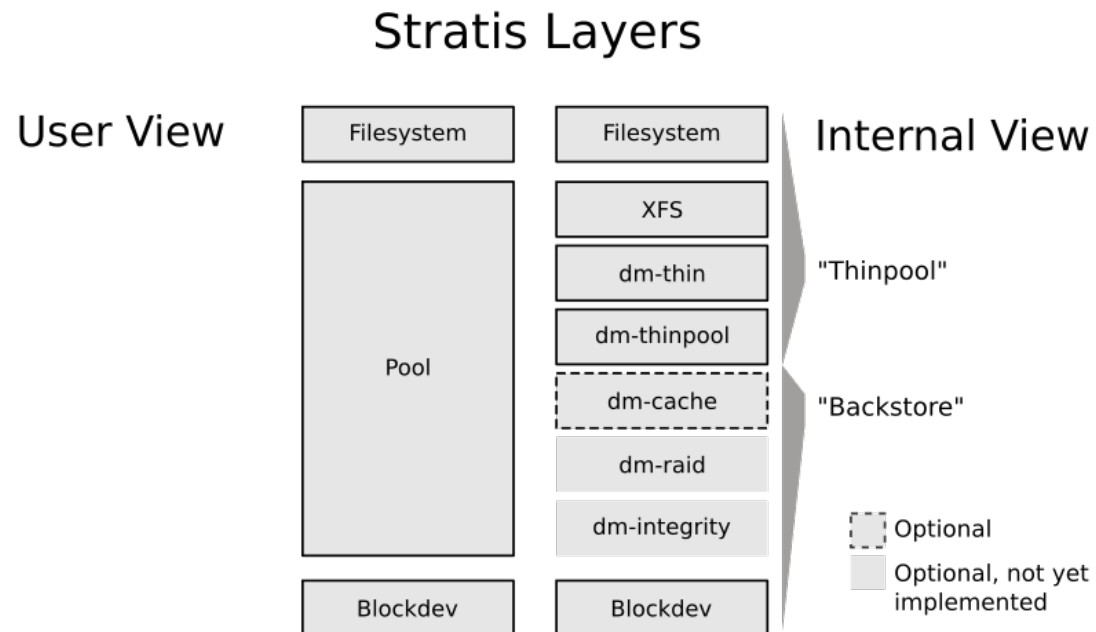 Stratis Layers
User View
Filesystem
Pool
Blockdev
Filesystem
XFS
dm-thin
dm-thinpool
dm-cache
dm-raid
dm-integrity
Blockdev
Internal View
"Thinpool"
"Backstore"
Optional
Optional, not yet
implemented